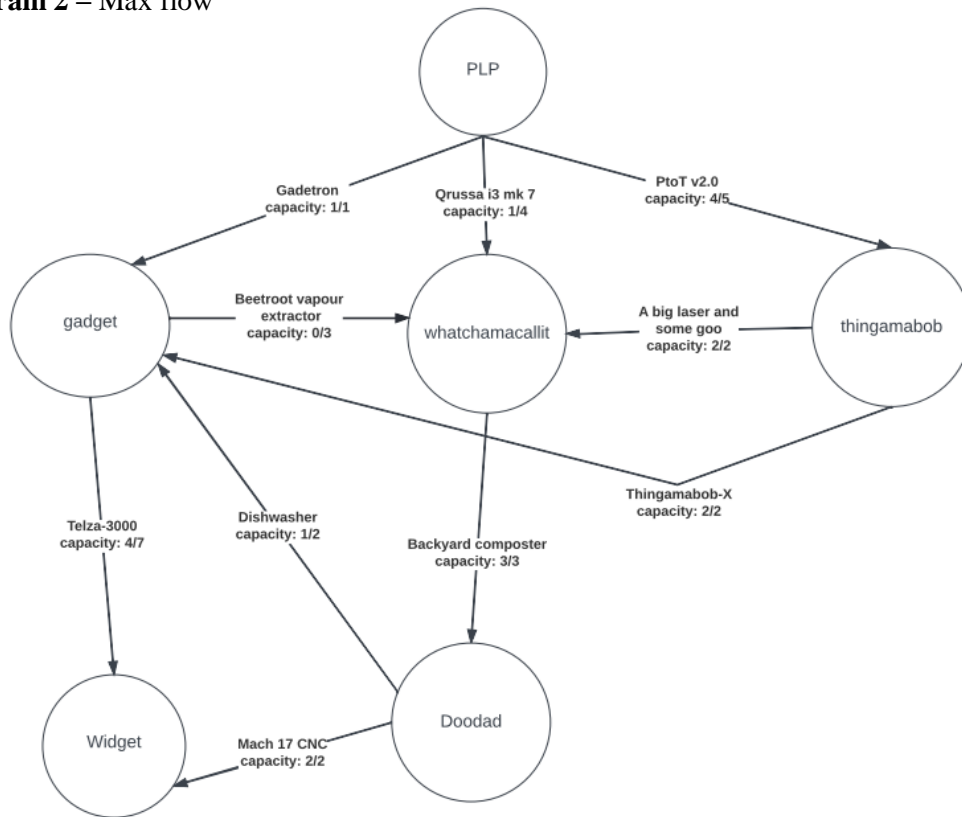 2 – Max flow
PLP
Gadetron
capacity: 1/1
Qrussa i3 mk 7
capacity: 1/4
PtoT v2.0
capacity: 4/5
gadget
Beetroot vapour
extractor
capacity: 0/3
whatchamacallit
A big laser and
some goo
capacity: 2/2
thingamabob
Thingamabob-X
capacity: 2/2
Telza-3000
capacity: 4/7
Dishwasher
capacity: 1/2
Backyard composter
capacity: 3/3
Widget
Mach 17 CNC
capacity: 2/2
Doodad